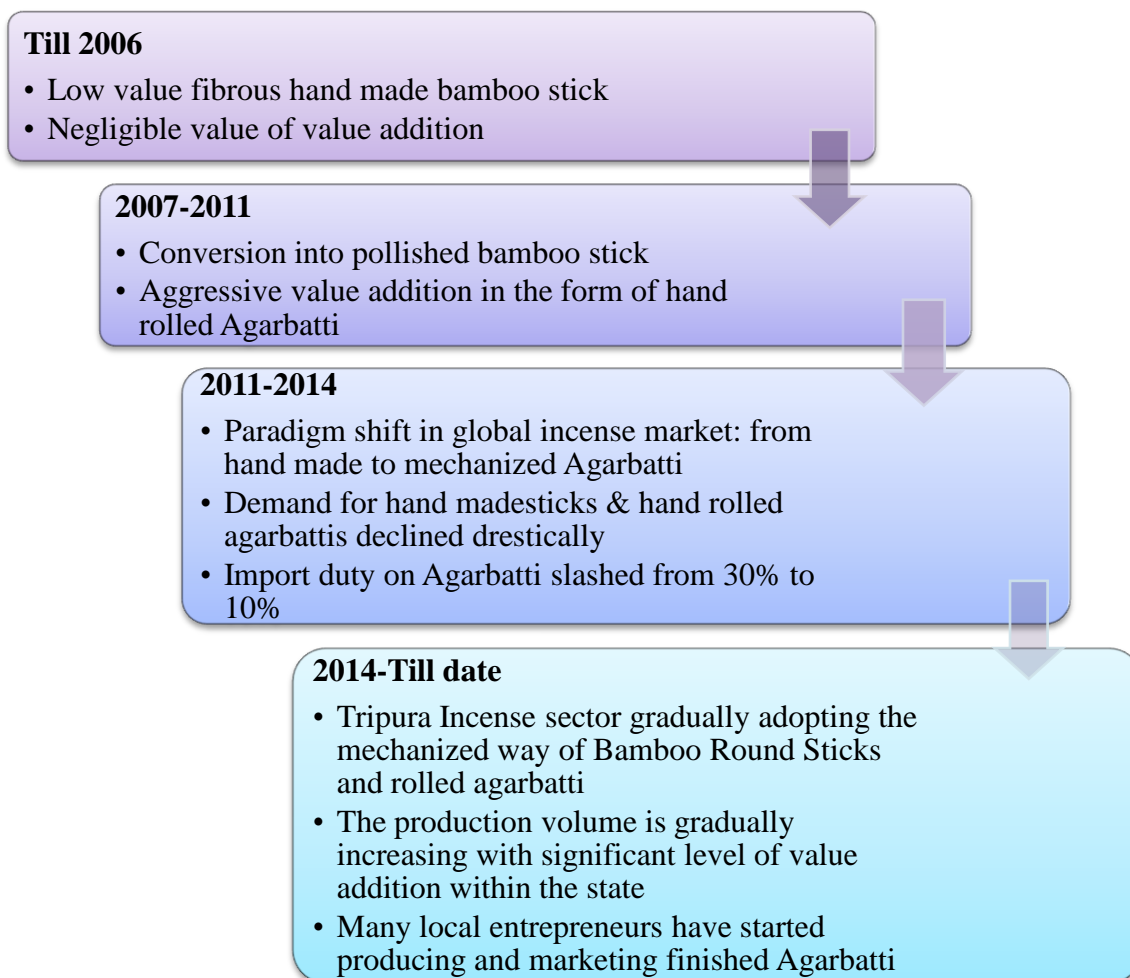 Till 2006
• Low value fibrous hand made bamboo stick
• Negligible value of value addition
2007-2011
• Conversion into pollished bamboo stick
• Aggressive value addition in the form of hand
rolled Agarbatti
2011-2014
• Paradigm shift in global incense market: from
hand made to mechanized Agarbatti
• Demand for hand madesticks & hand rolled
agarbattis declined drestically
• Import duty on Agarbatti slashed from 30% to
10%
2014-Till date
• Tripura Incense sector gradually adopting the
mechanized way of Bamboo Round Sticks
and rolled agarbatti
• The production volume is gradually
increasing with significant level of value
addition within the state
• Many local entrepreneurs have started
producing and marketing finished Agarbatti